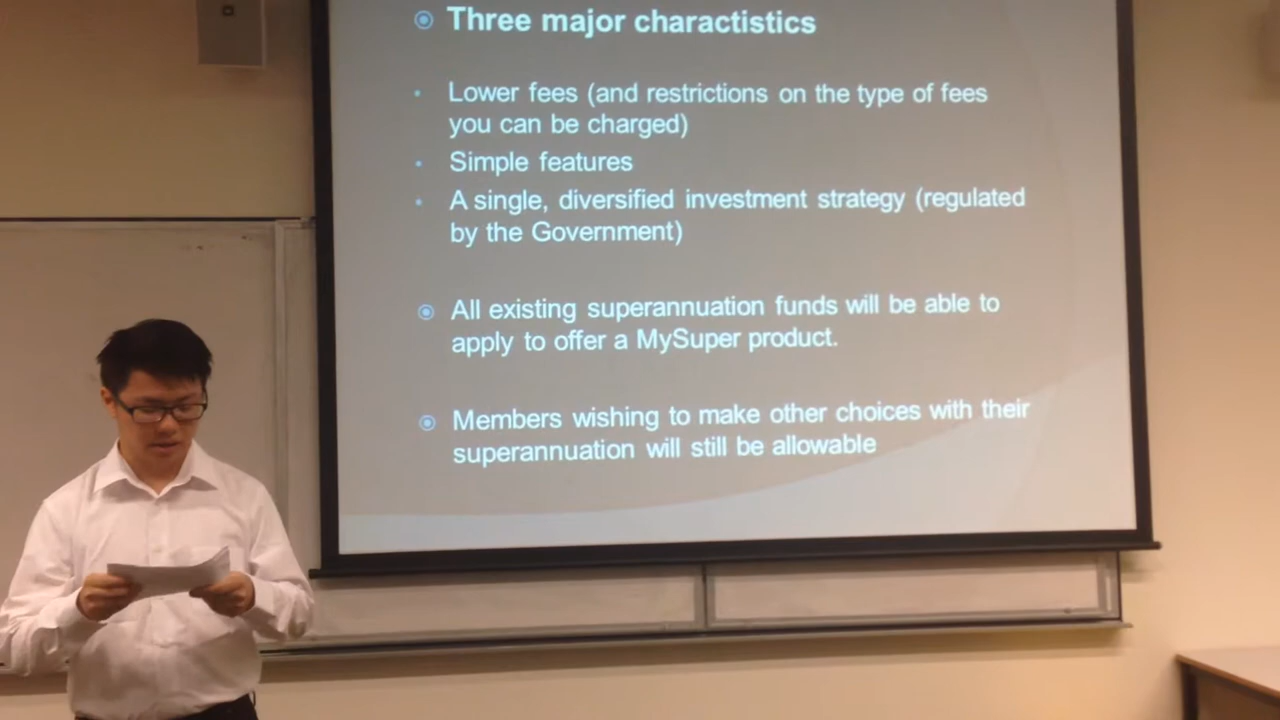 Three major charactistics
Lower fees (and restrictions on the type of fees
you can be charged)
Simple features
A single, diversified investment strategy (regulated
by the Government)
All existing superannuation funds will be able to
apply to offer a MySuper product.
Members wishing to make other choices with their
superannuation will still be allowable